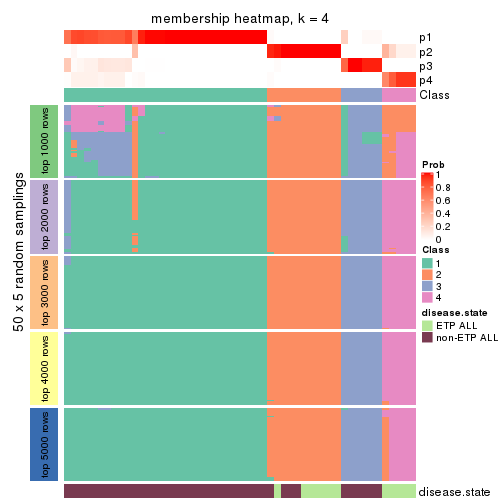 membership heatmap, k = 4
p1
p2
p3
p4
Class
50 x 5 random samplings
top 1000 rows
top 2000 rows
top 3000 rows
top 4000 rows
top 5000 rows
Prob
1
0.8
0.6
0.4
0.2
0
Class
1
2
3
4
disease.state
ETP ALL
non-ETP ALL
disease.state